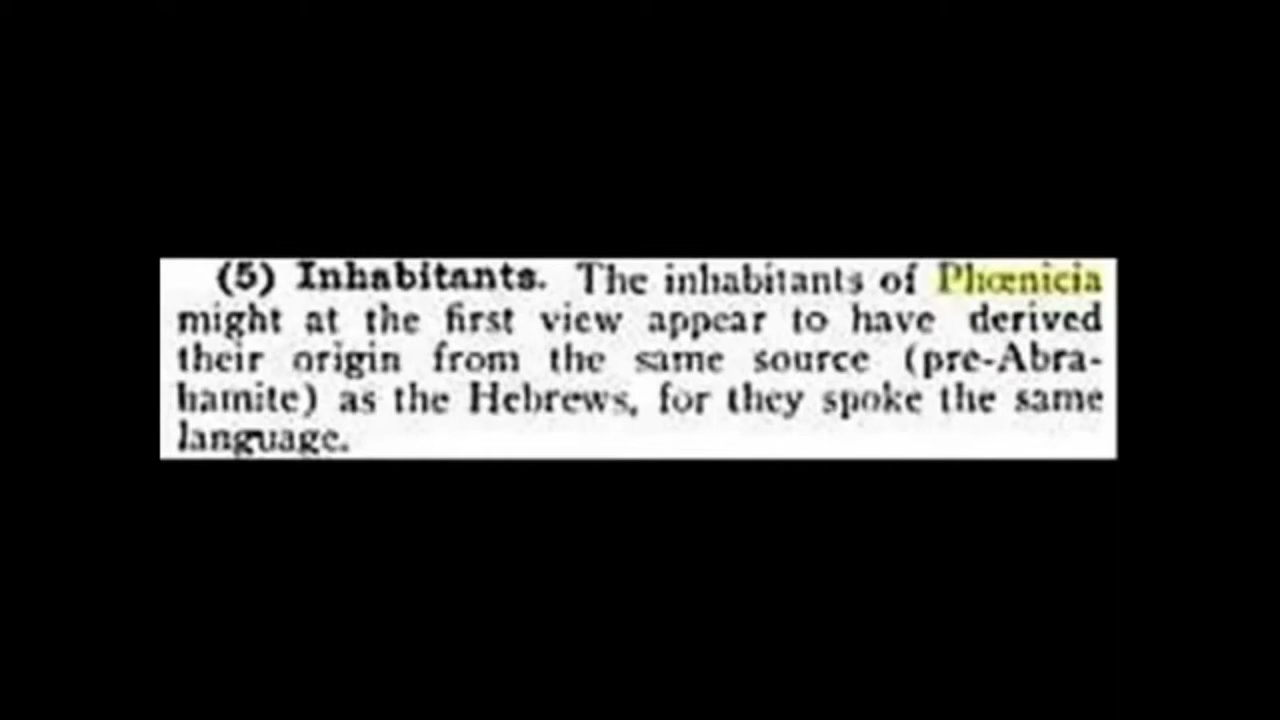 (5) Inhabitants. The inhabitants of Phœnicia
might at the first view appear to have derived
their origin from the same source (pre-Abra-
hamite) as the Hebrews, for they spoke the same
language.